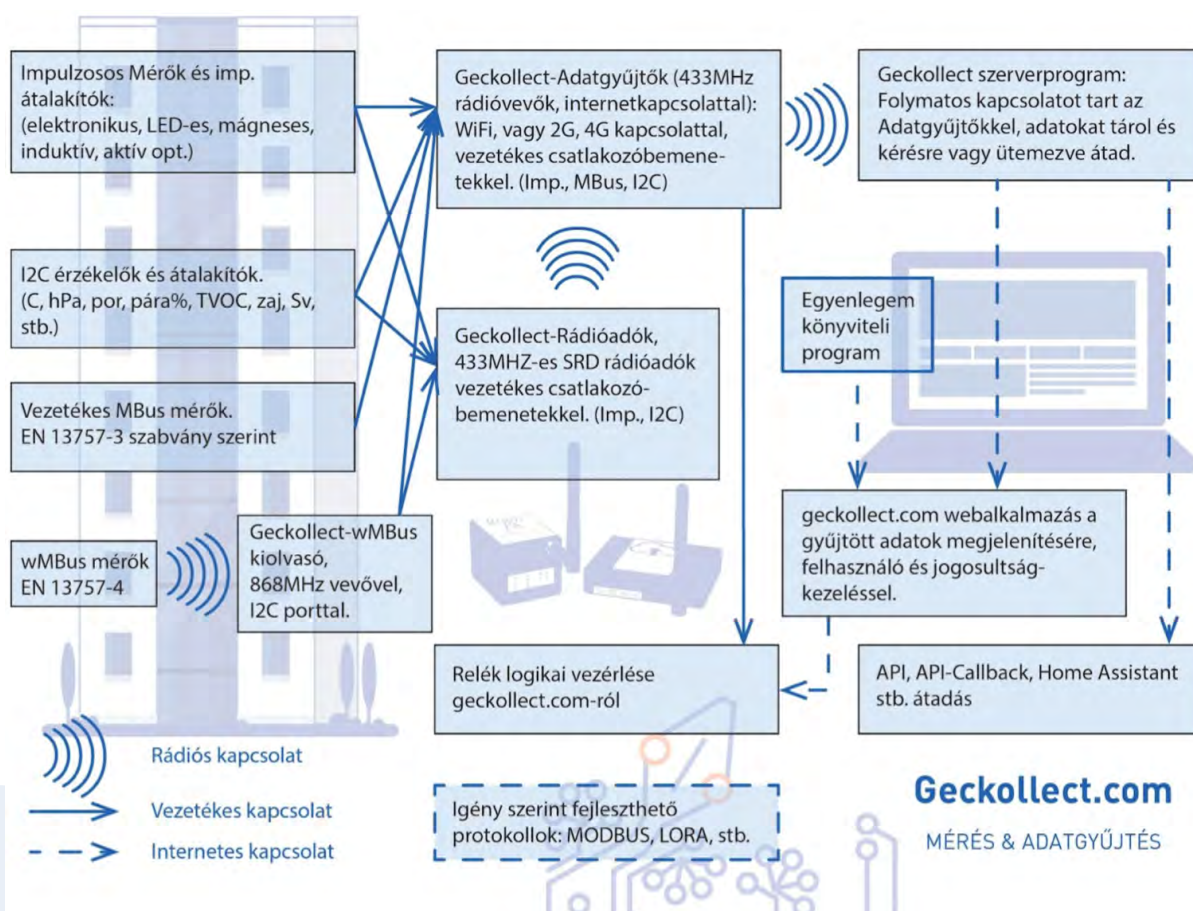 Impulzosos Mérők és imp.
átalakítók:
(elektronikus, LED-es, mágneses,
induktív, aktív opt.)
Geckollect-Adatgyűjtők (433MHz
rádióvevők, internetkapcsolattal):
WiFi, vagy 2G, 4G kapcsolattal,
vezetékes csatlakozóbemene-
tekkel. (Imp., MBus, I2C)
Geckollect szerverprogram:
Folymatos kapcsolatot tart az
Adatgyűjtőkkel, adatokat tárol és
kérésre vagy ütemezve átad.
I2C érzékelők és átalakítók.
(C, hPa, por, pára%, TVOC, zaj, Sv,
stb.)
Geckollect-Rádióadók,
433MHZ-es SRD rádióadók
vezetékes csatlakozó-
bemenetekkel. (Imp., I2C)
Egyenlegem
könyviteli
program
Vezetékes MBus mérők.
EN 13757-3 szabvány szerint
wMBus mérők
EN 13757-4
Geckollect-wMBus
kiolvasó,
868MHz vevővel,
I2C porttal.
geckollect.com webalkalmazás a
gyűjtött adatok megjelenítésére,
felhasználó és jogosultság-
kezeléssel.
Relék logikai vezérlése
geckollect.com-ról
API, API-Callback, Home Assistant
stb. átadás
Rádiós kapcsolat
Vezetékes kapcsolat
Internetes kapcsolat
Igény szerint fejleszthető
protokollok: MODBUS, LORA, stb.
Geckollect.com
MÉRÉS & ADATGYŰJTÉS